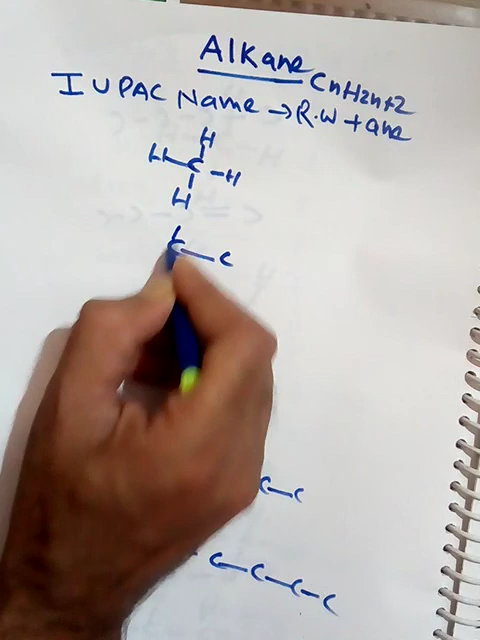 Alkane
CnH2n+2
IUPAC Name → R.W + ane
H
H-C-H
H
C-C
C-C
C-C-C-C